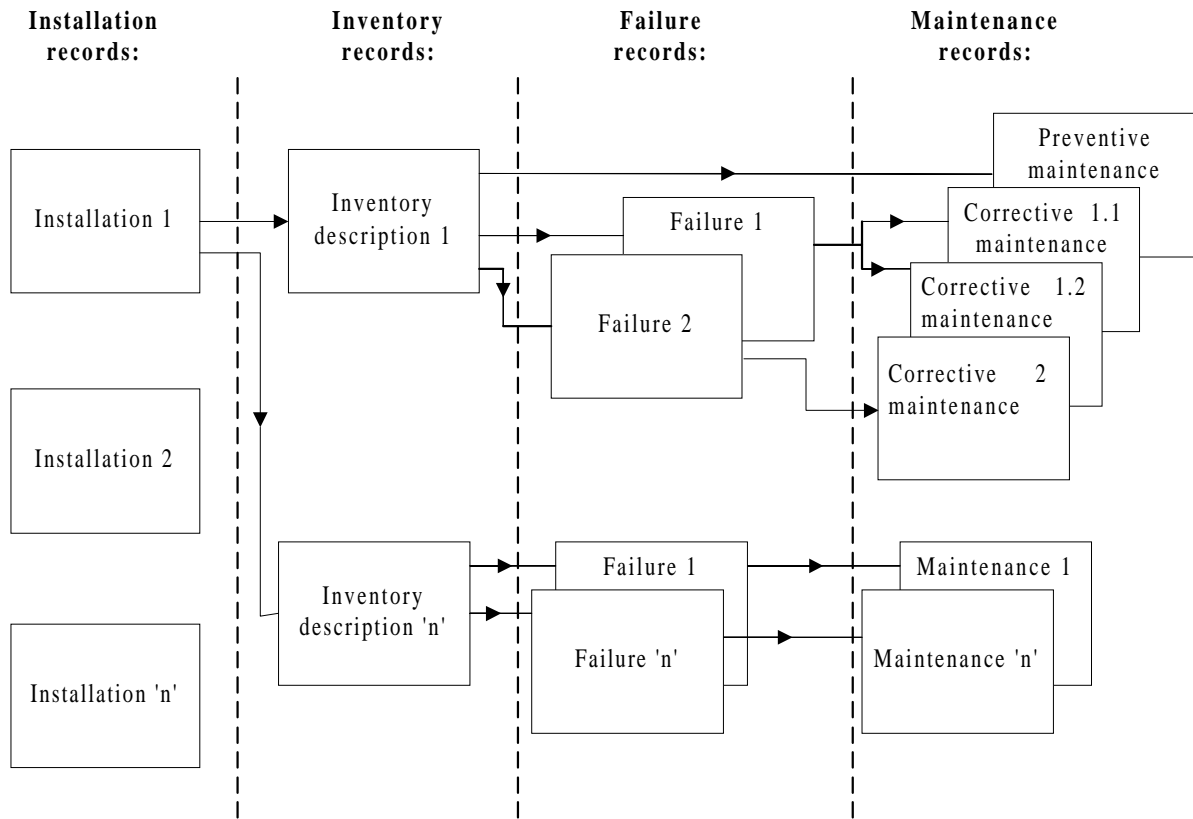 Installation
records:
Inventory
records:
Failure
records:
Maintenance
records:
Installation 1
Installation 2
Installation 'n'
Inventory
description 1
Inventory
description 'n'
Failure 1
Failure 2
Failure 1
Failure 'n'
Preventive
maintenance
Corrective 1.1
maintenance
Corrective 1.2
maintenance
Corrective 2
maintenance
Maintenance 1
Maintenance 'n'